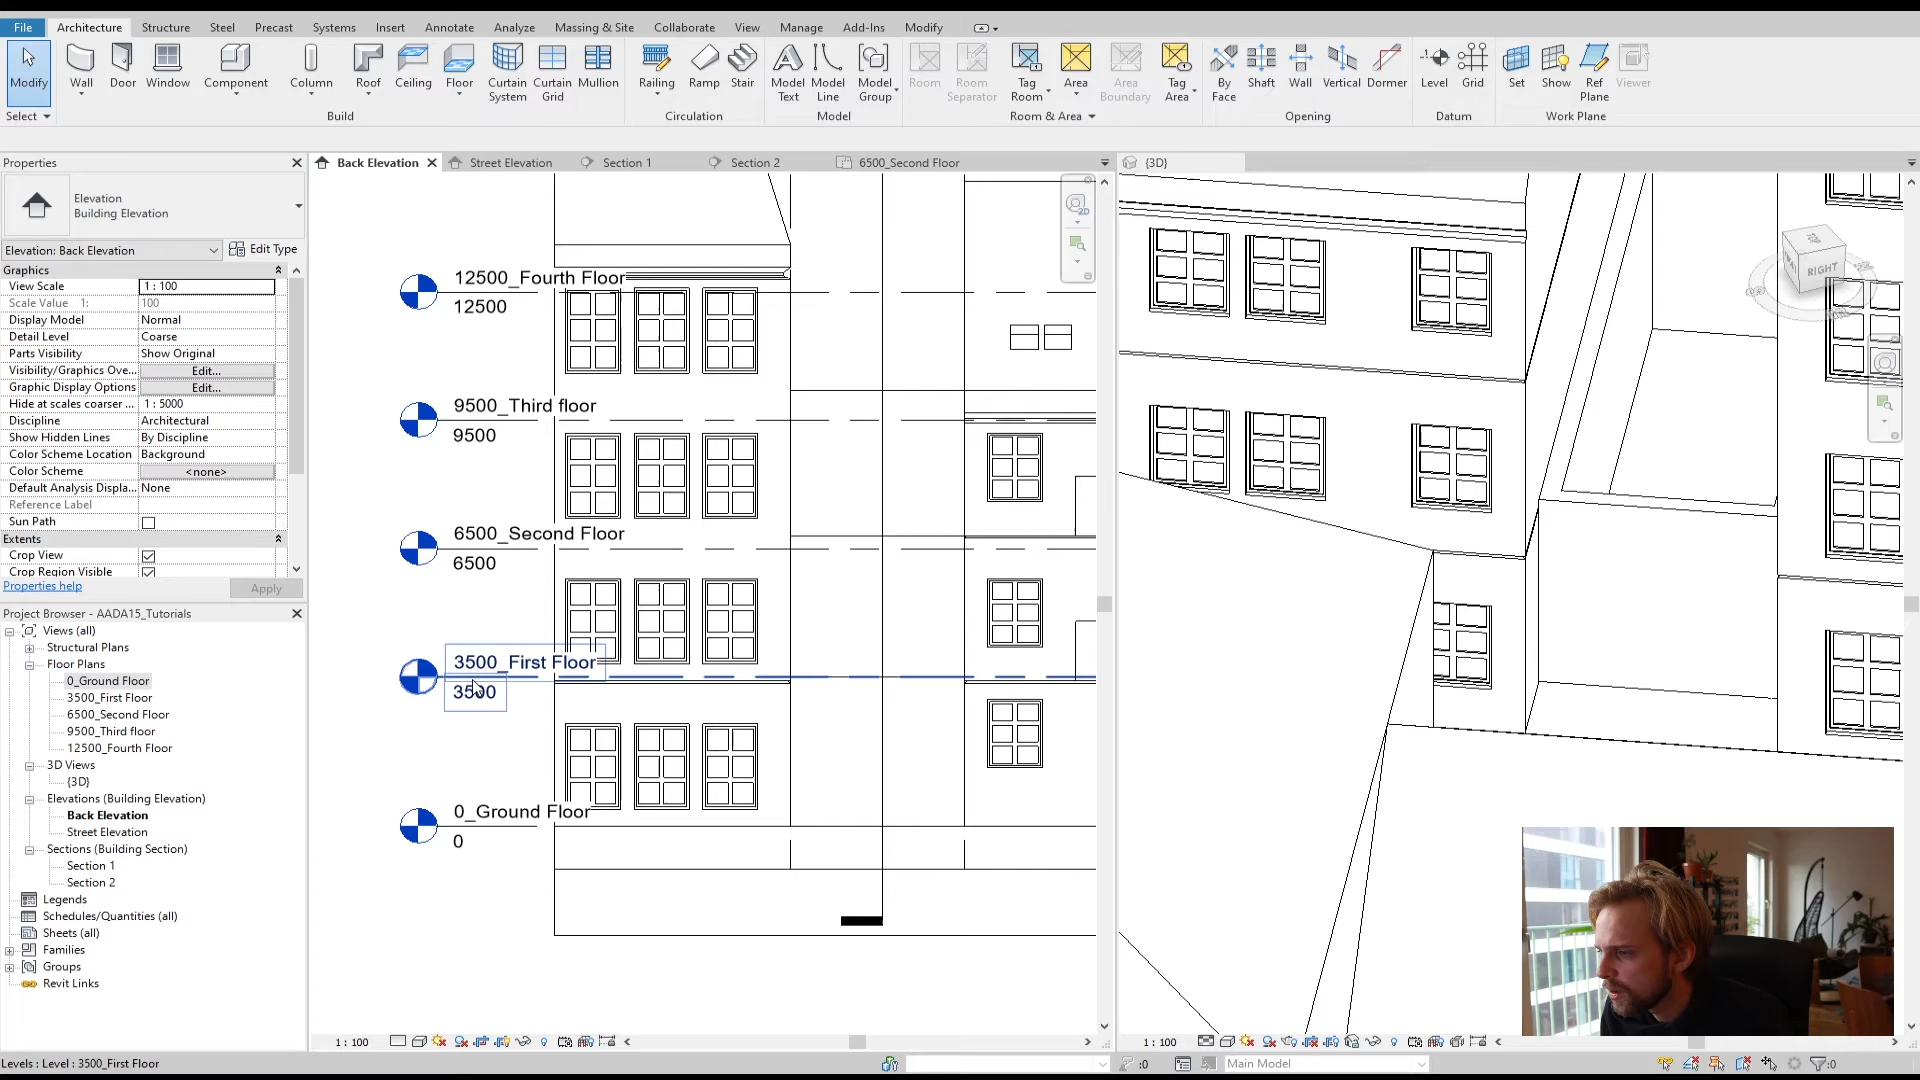 File Architecture Structure Steel Precast Systems Insert Annotate Analyze Massing & Site Collaborate View Manage Add-Ins Modify
Modify Wall Door Window Component Column Roof Ceiling Floor Curtain System Curtain Grid Mullion Railing Ramp Stair Model Text Model Line Model Group Room Room Separator Tag Room Area Area Boundary Tag Area By Face Shaft Wall Vertical Dormer Level Grid Set Show Ref Plane Viewer
Select Build Circulation Model Room & Area Opening Datum Work Plane
Properties
Back Elevation Street Elevation Section 1 Section 2 6500_Second Floor {3D}
Elevation
Building Elevation
Elevation: Back Elevation Edit Type
Graphics
View Scale 1 : 100
Scale Value 1: 100
Display Model Normal
Detail Level Coarse
Parts Visibility Show Original
Visibility/Graphics Ove... Edit...
Graphic Display Options Edit...
Hide at scales coarser ... 1 : 5000
Discipline Architectural
Show Hidden Lines By Discipline
Color Scheme Location Background
Color Scheme <none>
Default Analysis Displa... None
Reference Label
Sun Path
Extents
Crop View
Crop Region Visible
Properties help Apply
Project Browser - AADA15_Tutorials
Views (all)
Structural Plans
Floor Plans
0_Ground Floor
3500_First Floor
6500_Second Floor
9500_Third floor
12500_Fourth Floor
3D Views
{3D}
Elevations (Building Elevation)
Back Elevation
Street Elevation
Sections (Building Section)
Section 1
Section 2
Legends
Schedules/Quantities (all)
Sheets (all)
Families
Groups
Revit Links
12500_Fourth Floor
12500
9500_Third floor
9500
6500_Second Floor
6500
3500_First Floor
3500
0_Ground Floor
0
2D
TOP
RIGHT
1 : 100
1 : 100
Levels : Level : 3500_First Floor
:0
Main Model
:0